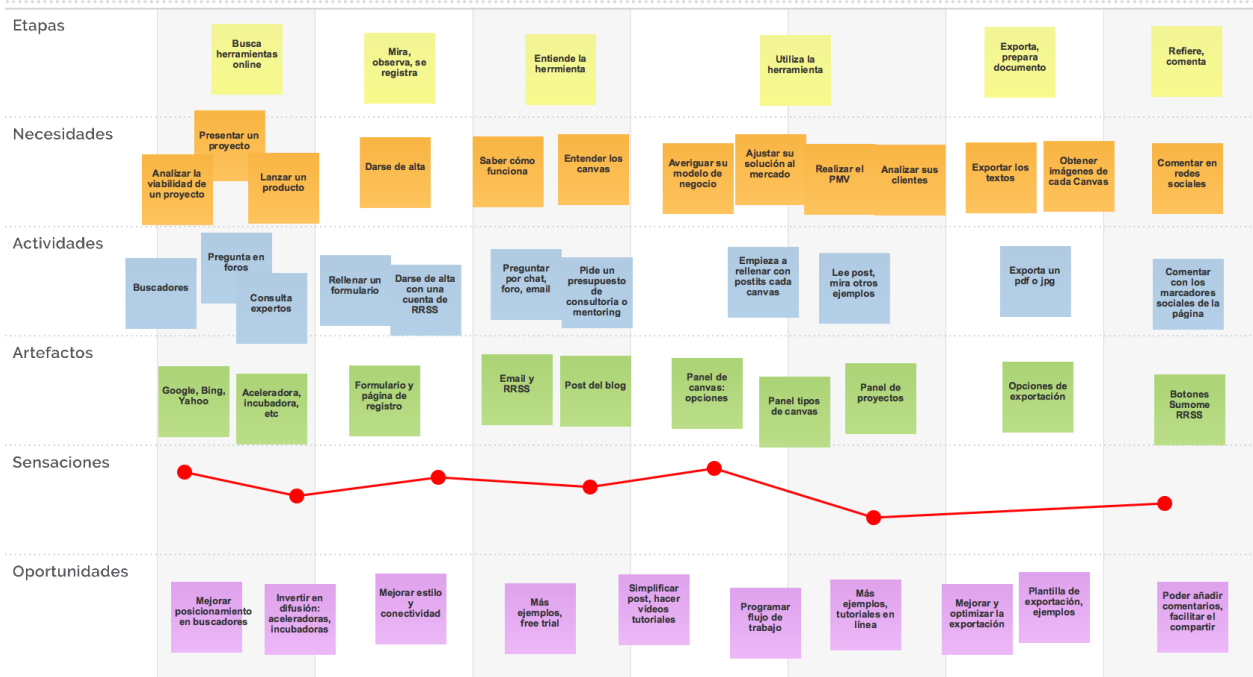 Etapas
Busca
herramientas
online
Mira,
observa, se
registra
Entiende la
herrmienta
Utiliza la
herramienta
Exporta,
prepara
documento
Refiere,
comenta
Necesidades
Presentar un
proyecto
Analizar la
viabilidad de
un proyecto
Lanzar un
producto
Darse de alta
Saber cómo
funciona
Entender los
canvas
Averiguar su
modelo de
negocio
Ajustar su
solución al
mercado
Realizar el
PMV
Analizar sus
clientes
Exportar los
textos
Obtener
imágenes de
cada Canvas
Comentar en
redes
sociales
Actividades
Buscadores
Pregunta en
foros
Consulta
expertos
Rellenar un
formulario
Darse de alta
con una
cuenta de
RRSS
Preguntar
por chat,
foro, email
Pide un
presupuesto
de
consultoría o
mentoring
Empieza a
rellenar con
postits cada
canvas
Lee post,
mira otros
ejemplos
Exporta un
pdf o jpg
Comentar
con los
marcadores
sociales de la
página
Artefactos
Google, Bing,
Yahoo
Aceleradora,
incubadora,
etc
Formulario y
página de
registro
Email y
RRSS
Post del blog
Panel de
canvas:
opciones
Panel tipos
de canvas
Panel de
proyectos
Opciones de
exportación
Botones
Sumome
RRSS
Sensaciones
Oportunidades
Mejorar
posicionamiento
en buscadores
Invertir en
difusión:
aceleradoras,
incubadoras
Mejorar estilo
y
conectividad
Más
ejemplos,
free trial
Simplificar
post, hacer
vídeos
tutoriales
Programar
flujo de
trabajo
Más
ejemplos,
tutoriales en
línea
Mejorar y
optimizar la
exportación
Plantilla de
exportación,
ejemplos
Poder añadir
comentarios,
facilitar el
compartir